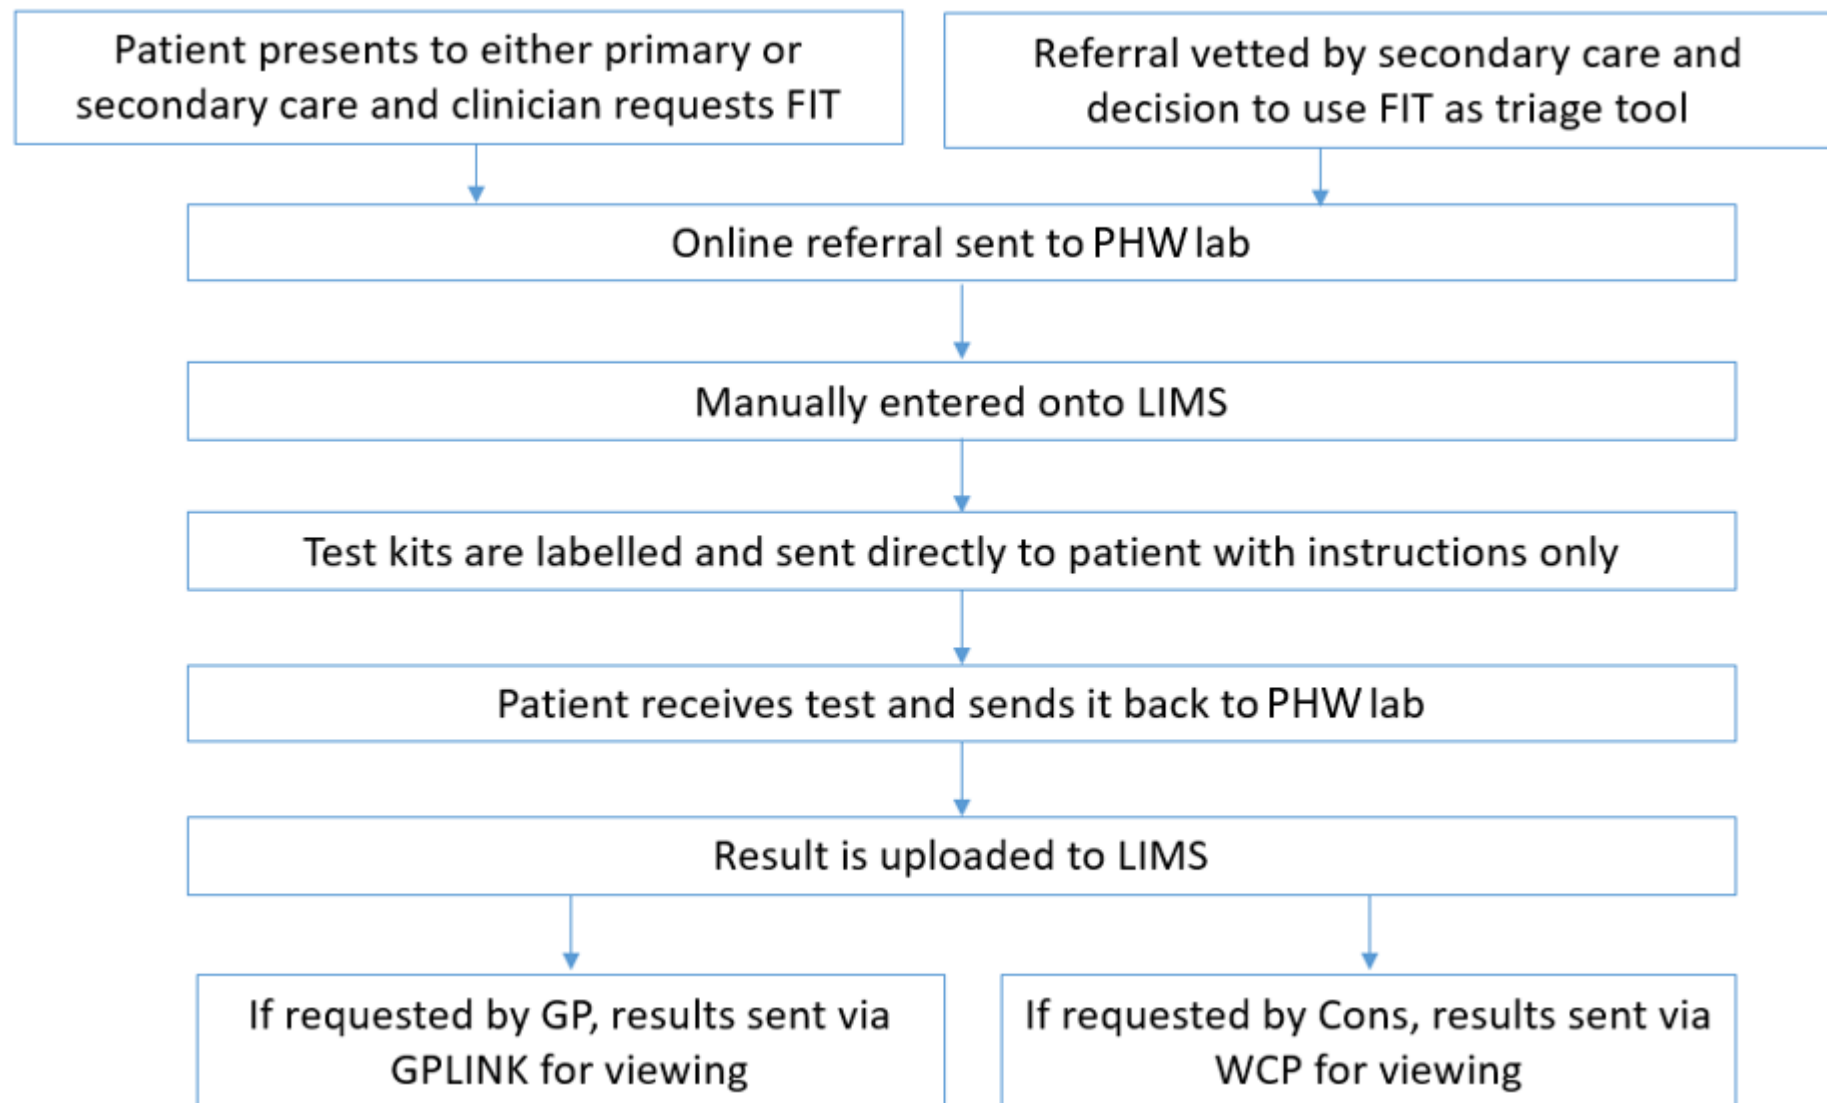 Patient presents to either primary or
secondary care and clinician requests FIT
Referral vetted by secondary care and
decision to use FIT as triage tool
Online referral sent to PHW lab
Manually entered onto LIMS
Test kits are labelled and sent directly to patient with instructions only
Patient receives test and sends it back to PHW lab
Result is uploaded to LIMS
If requested by GP, results sent via
GPLINK for viewing
If requested by Cons, results sent via
WCP for viewing